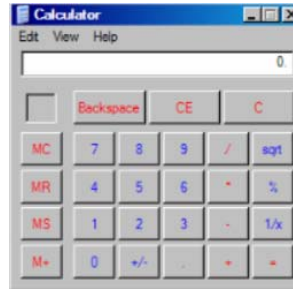 Calculator
Edit View Help
0.
Backspace CE C
MC 7 8 9 / sqrt
MR 4 5 6 * %
MS 1 2 3 - 1/x
M+ 0 +/- . + =